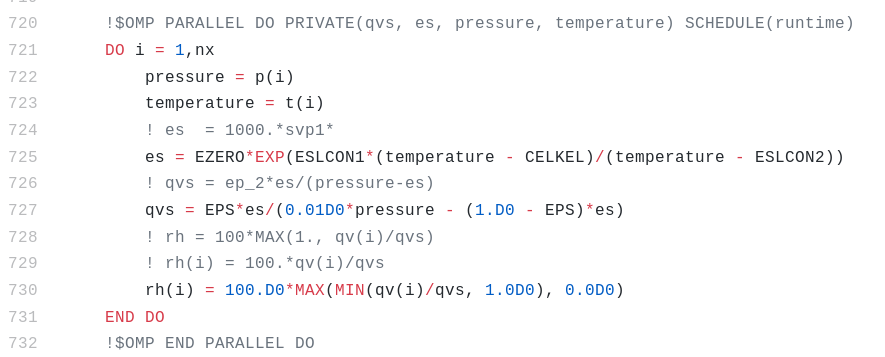 720 !$OMP PARALLEL DO PRIVATE(qvs, es, pressure, temperature) SCHEDULE(runtime)
721 DO i = 1,nx
722 pressure = p(i)
723 temperature = t(i)
724 ! es  = 1000.*svp1*
725 es = EZERO*EXP(ESLCON1*(temperature - CELKEL)/(temperature - ESLCON2))
726 ! qvs = ep_2*es/(pressure-es)
727 qvs = EPS*es/(0.01D0*pressure - (1.D0 - EPS)*es)
728 ! rh = 100*MAX(1., qv(i)/qvs)
729 ! rh(i) = 100.*qv(i)/qvs
730 rh(i) = 100.D0*MAX(MIN(qv(i)/qvs, 1.0D0), 0.0D0)
731 END DO
732 !$OMP END PARALLEL DO